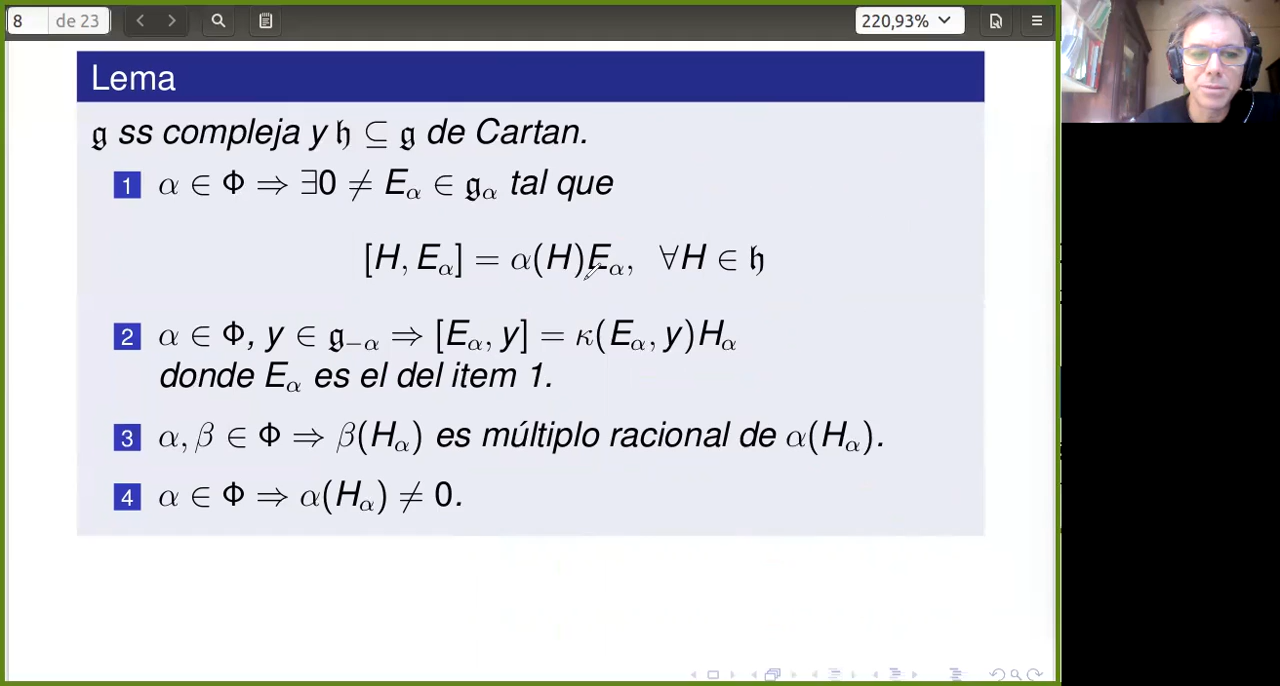 8 de 23 220,93%
Lema
𝔤 ss compleja y 𝔥 ⊆ 𝔤 de Cartan.
1 α ∈ Φ ⇒ ∃0 ≠ E_α ∈ 𝔤_α tal que
[H, E_α] = α(H)E_α, ∀H ∈ 𝔥
2 α ∈ Φ, y ∈ 𝔤_{−α} ⇒ [E_α, y] = κ(E_α, y)H_α
donde E_α es el del item 1.
3 α, β ∈ Φ ⇒ β(H_α) es múltiplo racional de α(H_α).
4 α ∈ Φ ⇒ α(H_α) ≠ 0.